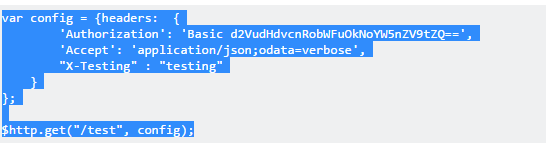 var config = {headers:  {
        'Authorization': 'Basic d2VudHdvcnRobWFuOkNoYW5nZV9tZQ==',
        'Accept': 'application/json;odata=verbose',
        "X-Testing" : "testing"
    }
};
$http.get("/test", config);